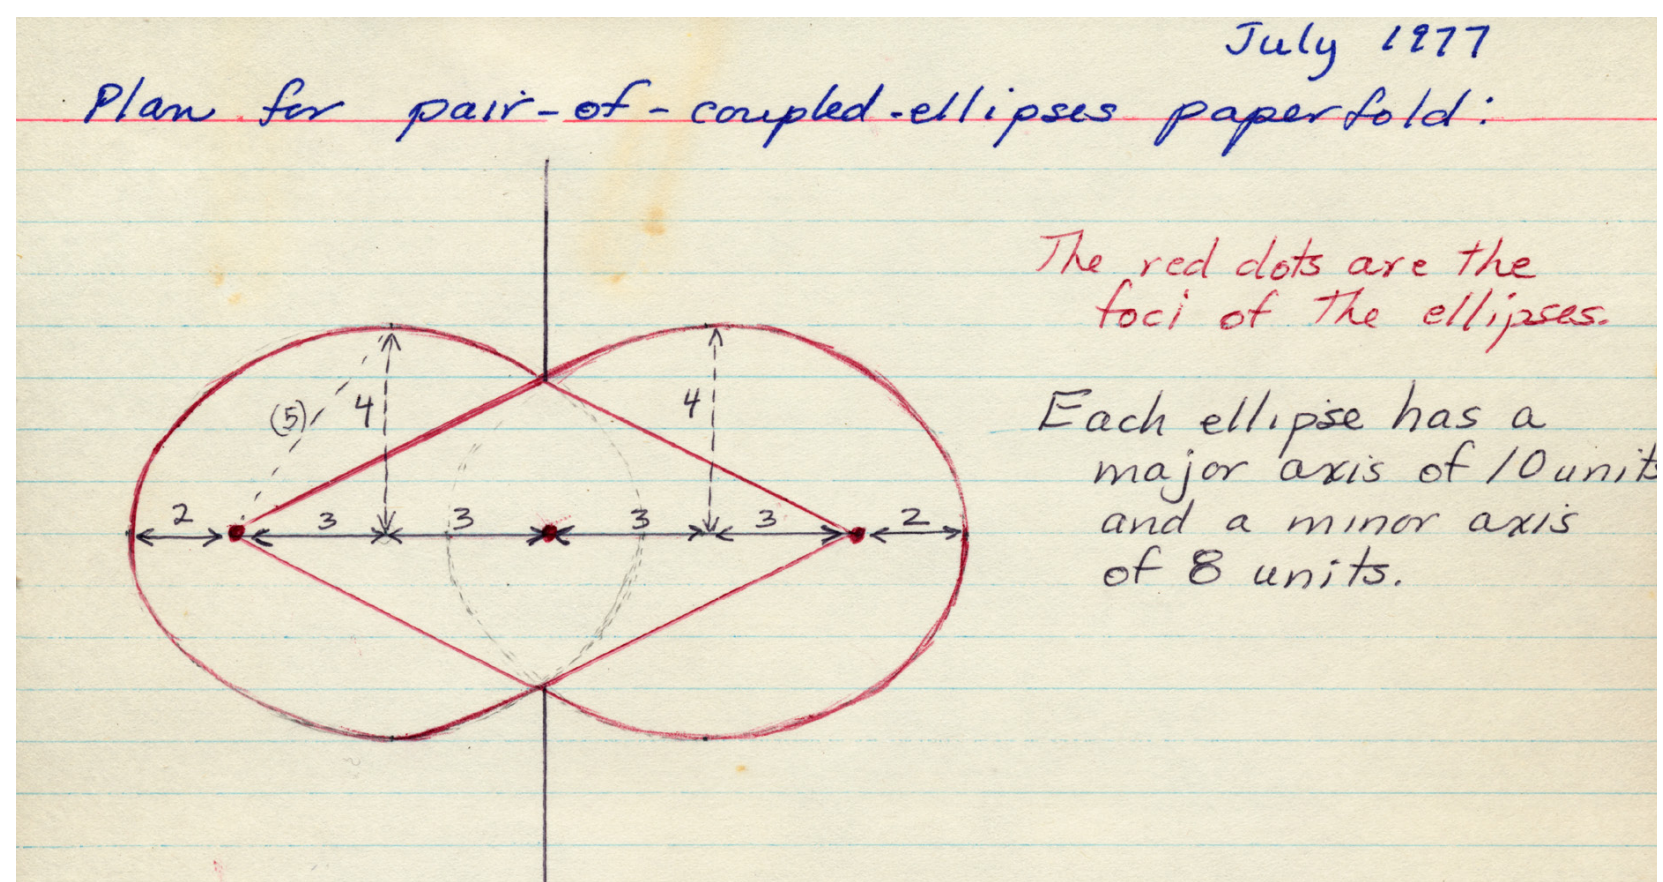 July 1977
Plan for pair-of-coupled-ellipses paperfold:
The red dots are the
foci of the ellipses.
(5) 4 4
Each ellipse has a
major axis of 10 units
and a minor axis
of 8 units.
2 3 3 3 3 2